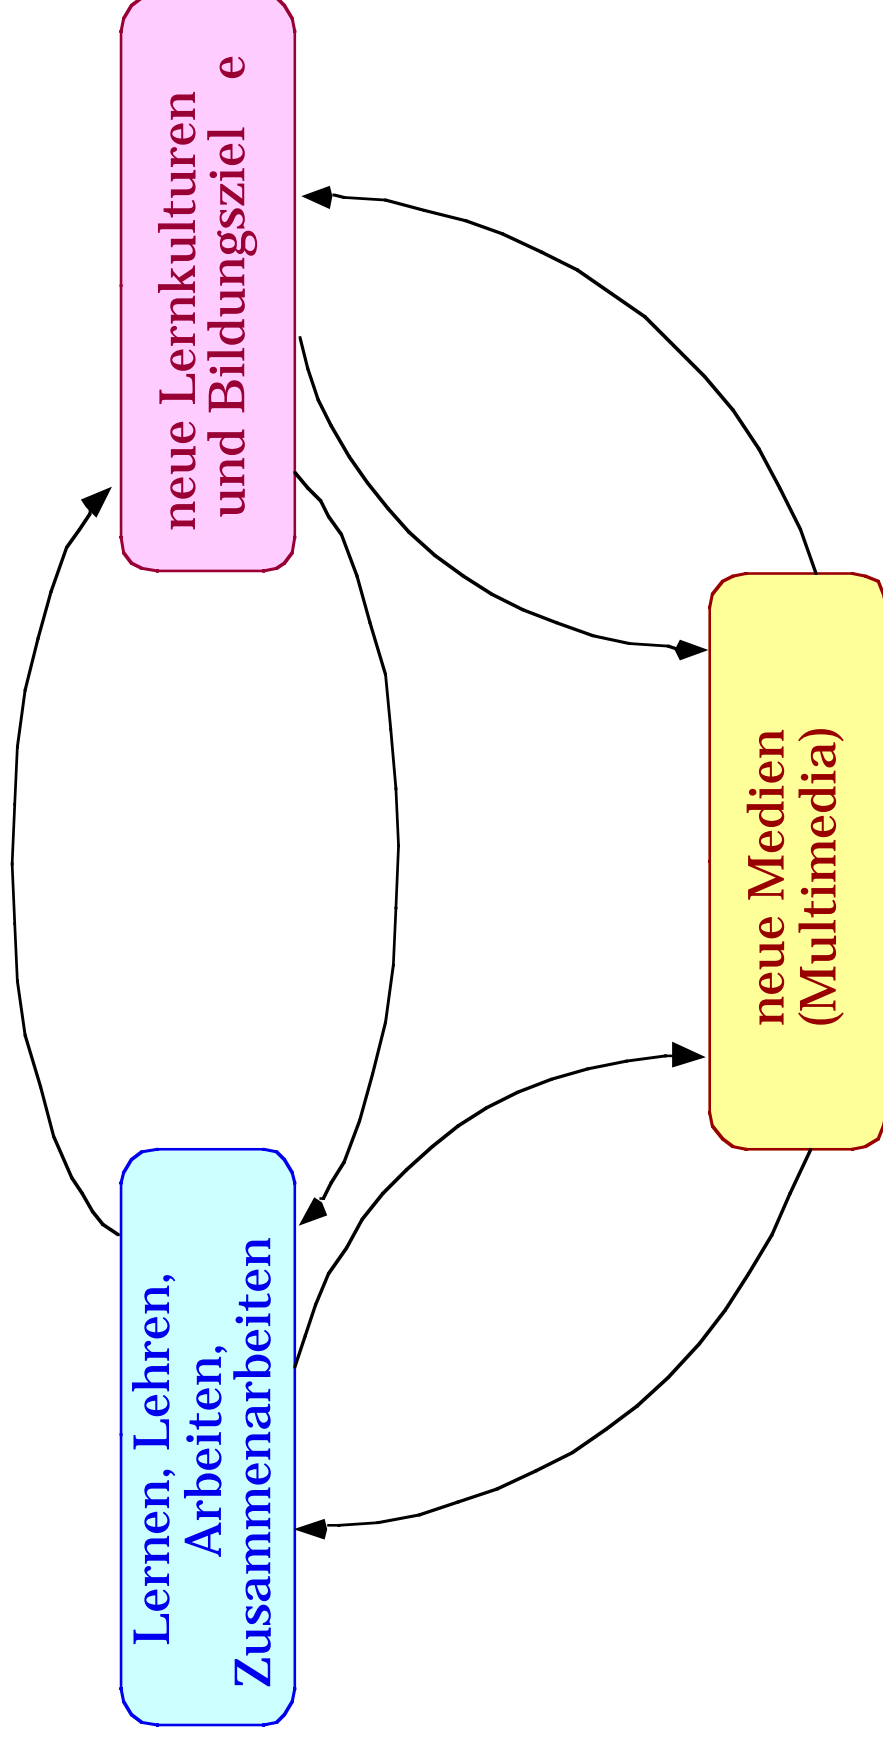 Lernen, Lehren,
Arbeiten,
Zusammenarbeiten
neue Lernkulturen
und Bildungsziel e
neue Medien
(Multimedia)